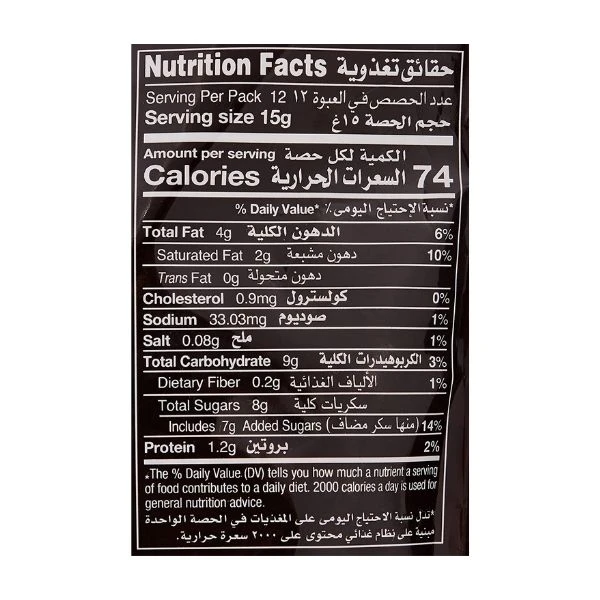 Nutrition Facts حقائق تغذوية
Serving Per Pack 12 عدد الحصص في العبوة ١٢
Serving size 15g حجم الحصة ١٥غ
Amount per serving الكمية لكل حصة
Calories السعرات الحرارية 74
% Daily Value* نسبة الإحتياج اليومى٪*
Total Fat 4g الدهون الكلية 6%
Saturated Fat 2g دهون مشبعة 10%
Trans Fat 0g دهون متحولة
Cholesterol 0.9mg كولسترول 0%
Sodium 33.03mg صوديوم 1%
Salt 0.08g ملح 1%
Total Carbohydrate 9g الكربوهيدرات الكلية 3%
Dietary Fiber 0.2g الألياف الغذائية 1%
Total Sugars 8g سكريات كلية
Includes 7g Added Sugars (منها سكر مضاف) 14%
Protein 1.2g بروتين 2%
*The % Daily Value (DV) tells you how much a nutrient a serving
of food contributes to a daily diet. 2000 calories a day is used for
general nutrition advice.
*تدل نسبة الاحتياج اليومى على المغذيات في الحصة الواحدة
مبنية على نظام غذائي محتوى على ٢٠٠٠ سعرة حرارية.